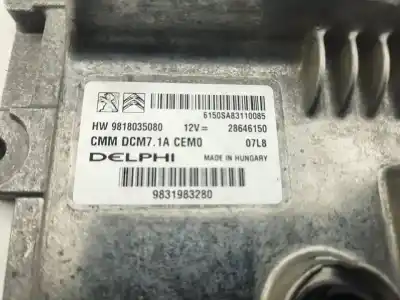 6150SA83110085
HW 9818035080 12V= 28646150
CMM DCM7.1A CEM0 07L8
DELPHI MADE IN HUNGARY
9831983280